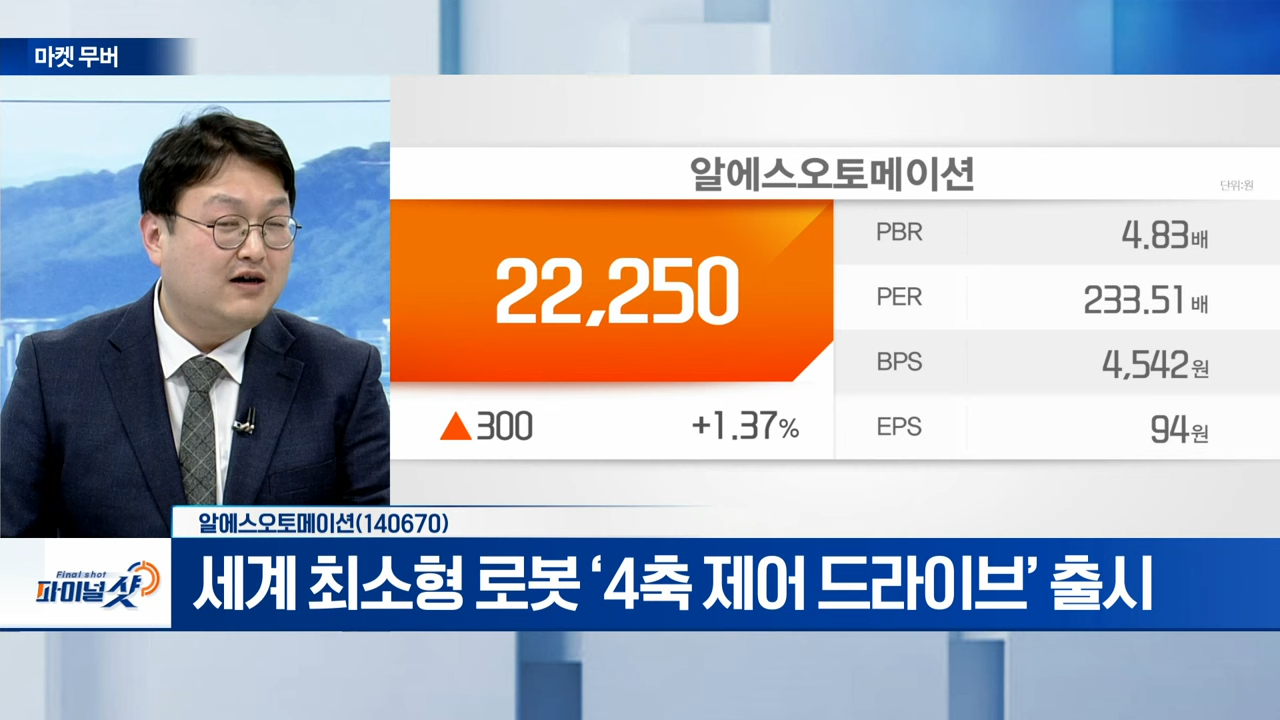 마켓 무버
알에스오토메이션
단위:원
22,250
▲300 +1.37%
PBR 4.83배
PER 233.51배
BPS 4,542원
EPS 94원
알에스오토메이션(140670)
Final shot
파이널샷
세계 최소형 로봇 ‘4축 제어 드라이브’ 출시